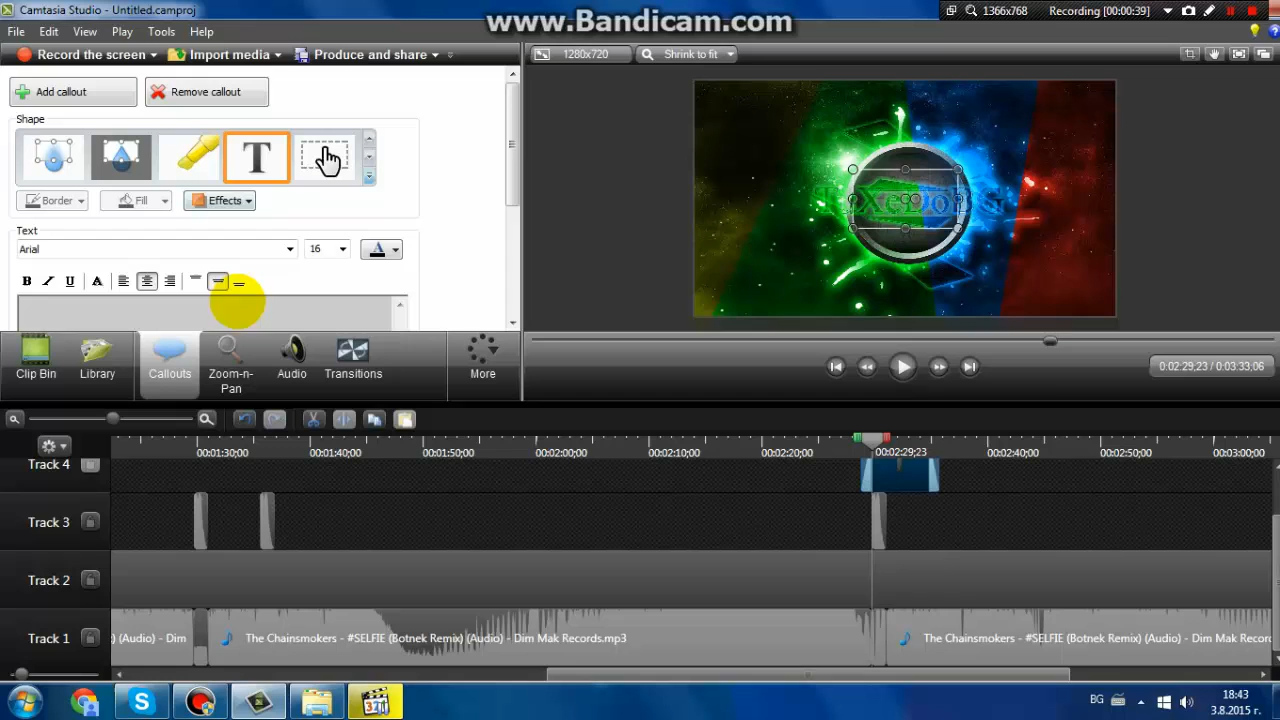 Camtasia Studio - Untitled.camproj
www.Bandicam.com
1366x768 Recording [00:00:39]
File Edit View Play Tools Help
Record the screen Import media Produce and share
1280x720 Shrink to fit
Add callout Remove callout
Shape
T
Border Fill Effects
Text
Arial 16 A
B I U A
Clip Bin Library Callouts Zoom-n-Pan Audio Transitions More
0:02:29,23 / 0:03:33,06
00:01:30;00 00:01:40;00 00:01:50;00 00:02:00;00 00:02:10;00 00:02:20;00 00:02:29;23 00:02:40;00 00:02:50;00 00:03:00;00
Track 4
Track 3
Track 2
Track 1 ) (Audio) - Dim The Chainsmokers - #SELFIE (Botnek Remix) (Audio) - Dim Mak Records.mp3 The Chainsmokers - #SELFIE (Botnek Remix) (Audio) - Dim Mak Recorc
321
BG 18:43
3.8.2015 г.